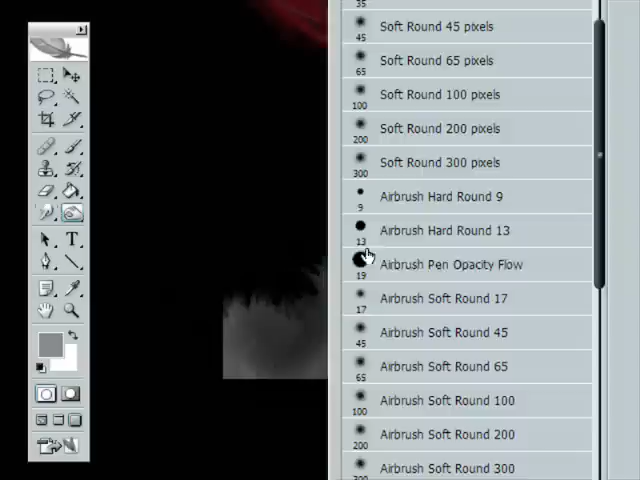 35
Soft Round 45 pixels
45
Soft Round 65 pixels
65
Soft Round 100 pixels
100
Soft Round 200 pixels
200
Soft Round 300 pixels
300
Airbrush Hard Round 9
9
Airbrush Hard Round 13
13
Airbrush Pen Opacity Flow
19
Airbrush Soft Round 17
17
Airbrush Soft Round 45
45
Airbrush Soft Round 65
65
Airbrush Soft Round 100
100
Airbrush Soft Round 200
200
Airbrush Soft Round 300
300
T